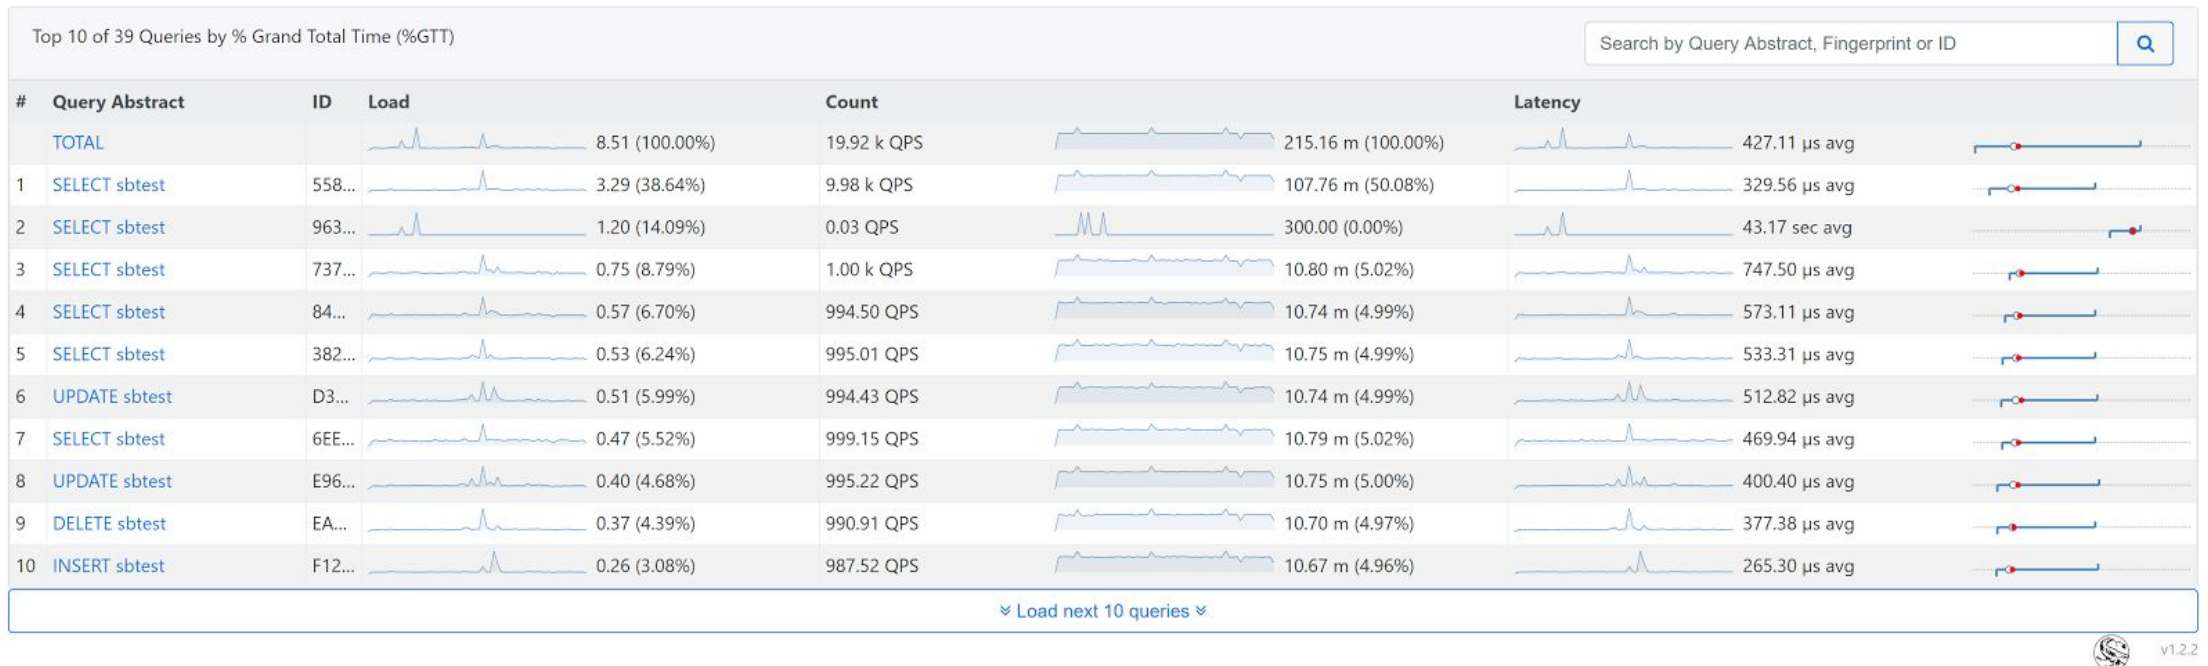 Top 10 of 39 Queries by % Grand Total Time (%GTT)
Search by Query Abstract, Fingerprint or ID
# Query Abstract ID Load Count Latency
TOTAL 8.51 (100.00%) 19.92 k QPS 215.16 m (100.00%) 427.11 µs avg
1 SELECT sbtest 558... 3.29 (38.64%) 9.98 k QPS 107.76 m (50.08%) 329.56 µs avg
2 SELECT sbtest 963... 1.20 (14.09%) 0.03 QPS 300.00 (0.00%) 43.17 sec avg
3 SELECT sbtest 737... 0.75 (8.79%) 1.00 k QPS 10.80 m (5.02%) 747.50 µs avg
4 SELECT sbtest 84... 0.57 (6.70%) 994.50 QPS 10.74 m (4.99%) 573.11 µs avg
5 SELECT sbtest 382... 0.53 (6.24%) 995.01 QPS 10.75 m (4.99%) 533.31 µs avg
6 UPDATE sbtest D3... 0.51 (5.99%) 994.43 QPS 10.74 m (4.99%) 512.82 µs avg
7 SELECT sbtest 6EE... 0.47 (5.52%) 999.15 QPS 10.79 m (5.02%) 469.94 µs avg
8 UPDATE sbtest E96... 0.40 (4.68%) 995.22 QPS 10.75 m (5.00%) 400.40 µs avg
9 DELETE sbtest EA... 0.37 (4.39%) 990.91 QPS 10.70 m (4.97%) 377.38 µs avg
10 INSERT sbtest F12... 0.26 (3.08%) 987.52 QPS 10.67 m (4.96%) 265.30 µs avg
Load next 10 queries
v1.2.2